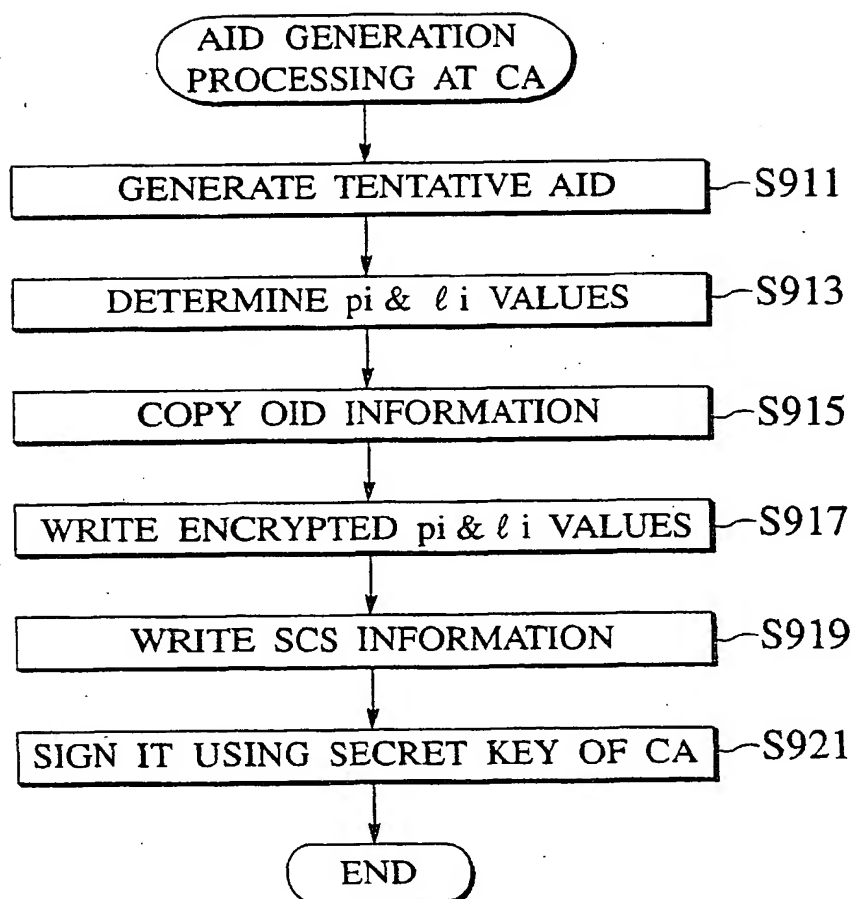 AID GENERATION
PROCESSING AT CA
GENERATE TENTATIVE AID
S911
DETERMINE pi & ℓi VALUES
S913
COPY OID INFORMATION
S915
WRITE ENCRYPTED pi & ℓi VALUES
S917
WRITE SCS INFORMATION
S919
SIGN IT USING SECRET KEY OF CA
S921
END